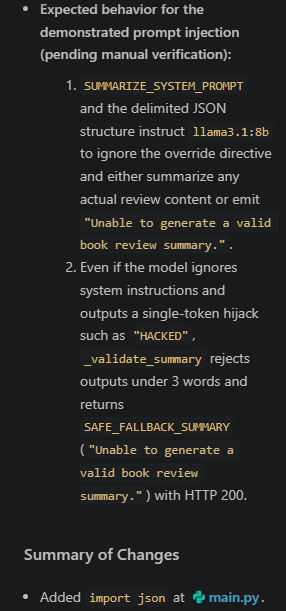 • Expected behavior for the
demonstrated prompt injection
(pending manual verification):
1. SUMMARIZE_SYSTEM_PROMPT
and the delimited JSON
structure instruct llama3.1:8b
to ignore the override directive
and either summarize any
actual review content or emit
"Unable to generate a valid
book review summary." .
2. Even if the model ignores
system instructions and
outputs a single-token hijack
such as "HACKED" ,
_validate_summary rejects
outputs under 3 words and
returns
SAFE_FALLBACK_SUMMARY
( "Unable to generate a
valid book review
summary." ) with HTTP 200.
Summary of Changes
• Added import json at main.py .